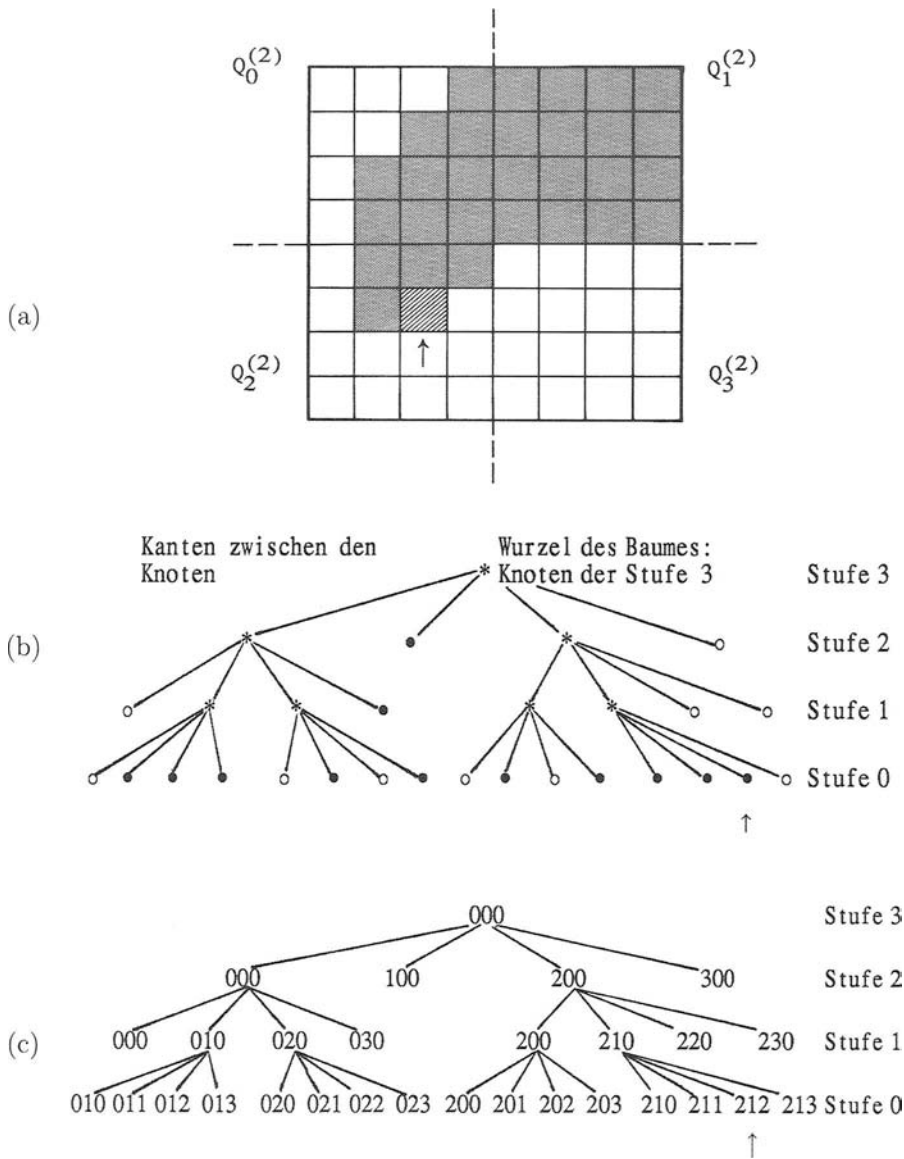 Q0(2) Q1(2)
(a)
Q2(2) Q3(2)
Kanten zwischen den Knoten
Wurzel des Baumes: Knoten der Stufe 3
Stufe 3
(b)
Stufe 2
Stufe 1
Stufe 0
000 Stufe 3
000 100 200 300 Stufe 2
(c)
000 010 020 030 200 210 220 230 Stufe 1
010 011 012 013 020 021 022 023 200 201 202 203 210 211 212 213 Stufe 0